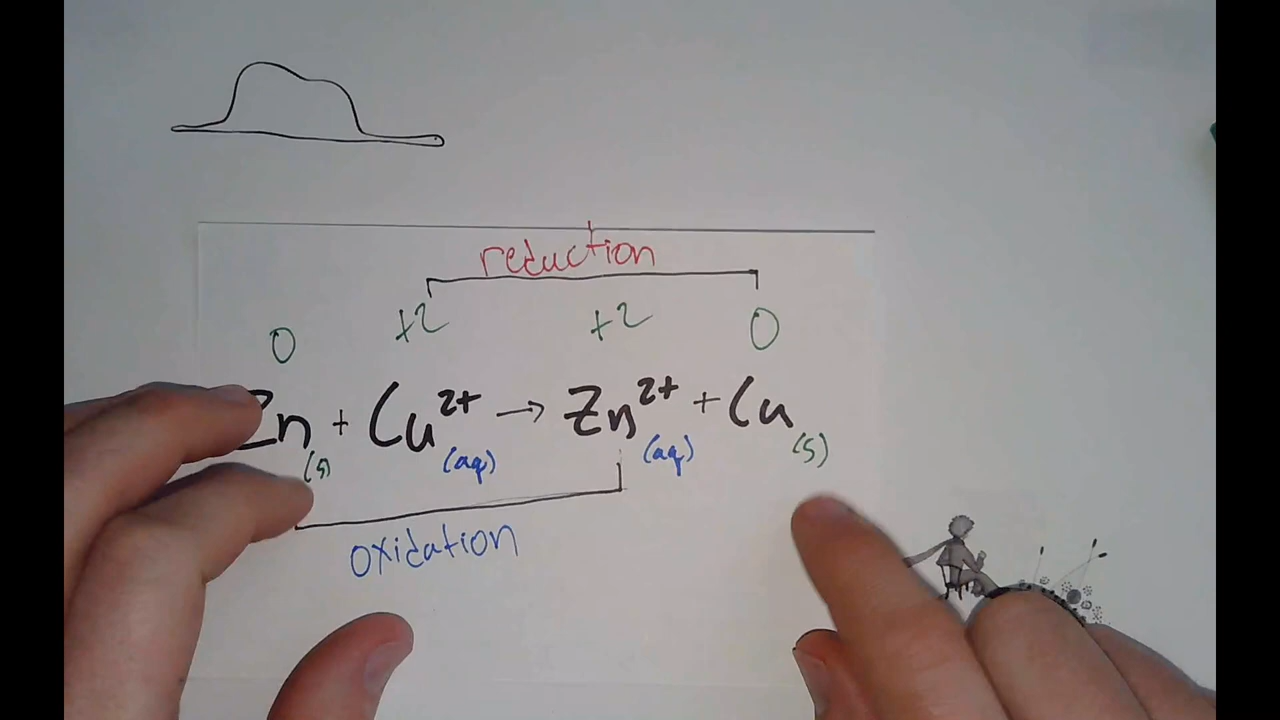 reduction
0 +2 +2 0
Zn(s) + Cu²⁺(aq) → Zn²⁺(aq) + Cu(s)
oxidation